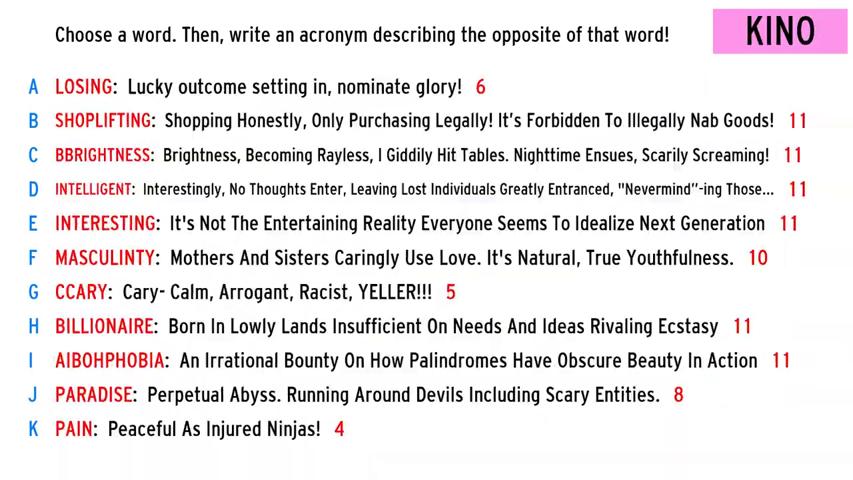 Choose a word. Then, write an acronym describing the opposite of that word!
KINO
A LOSING: Lucky outcome setting in, nominate glory! 6
B SHOPLIFTING: Shopping Honestly, Only Purchasing Legally! It's Forbidden To Illegally Nab Goods! 11
C BBRIGHTNESS: Brightness, Becoming Rayless, I Giddily Hit Tables. Nighttime Ensues, Scarily Screaming! 11
D INTELLIGENT: Interestingly, No Thoughts Enter, Leaving Lost Individuals Greatly Entranced, "Nevermind"-ing Those... 11
E INTERESTING: It's Not The Entertaining Reality Everyone Seems To Idealize Next Generation 11
F MASCULINTY: Mothers And Sisters Caringly Use Love. It's Natural, True Youthfulness. 10
G CCARY: Cary- Calm, Arrogant, Racist, YELLER!!! 5
H BILLIONAIRE: Born In Lowly Lands Insufficient On Needs And Ideas Rivaling Ecstasy 11
I AIBOHPHOBIA: An Irrational Bounty On How Palindromes Have Obscure Beauty In Action 11
J PARADISE: Perpetual Abyss. Running Around Devils Including Scary Entities. 8
K PAIN: Peaceful As Injured Ninjas! 4